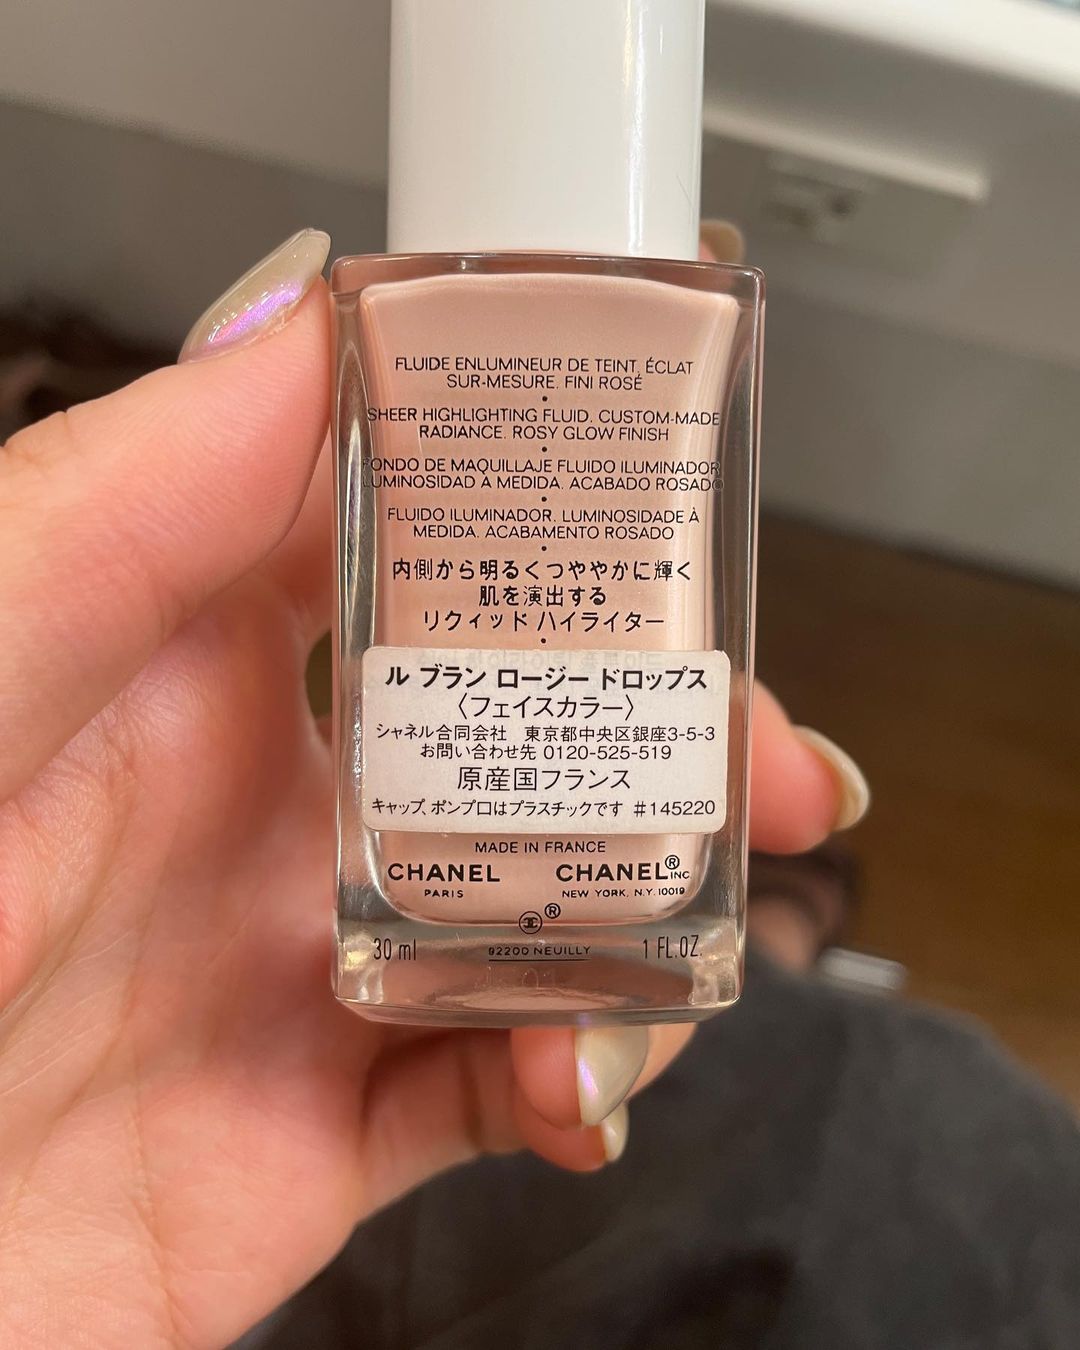 FLUIDE ENLUMINEUR DE TEINT, ÉCLAT
SUR-MESURE. FINI ROSÉ
•
SHEER HIGHLIGHTING FLUID. CUSTOM-MADE
RADIANCE. ROSY GLOW FINISH
•
FONDO DE MAQUILLAJE FLUIDO ILUMINADOR
LUMINOSIDAD A MEDIDA. ACABADO ROSADO
•
FLUIDO ILUMINADOR. LUMINOSIDADE À
MEDIDA. ACABAMENTO ROSADO
•
内側から明るくつややかに輝く
肌を演出する
リクィッド ハイライター
•
ル ブラン ロージー ドロップス
〈フェイスカラー〉
シャネル合同会社 東京都中央区銀座3-5-3
お問い合わせ先 0120-525-519
原産国フランス
キャップ、ポンプ口はプラスチックです #145220
MADE IN FRANCE
CHANEL CHANEL® INC.
PARIS NEW YORK, N.Y. 10019
®
30 ml 92200 NEUILLY 1 FL.OZ.